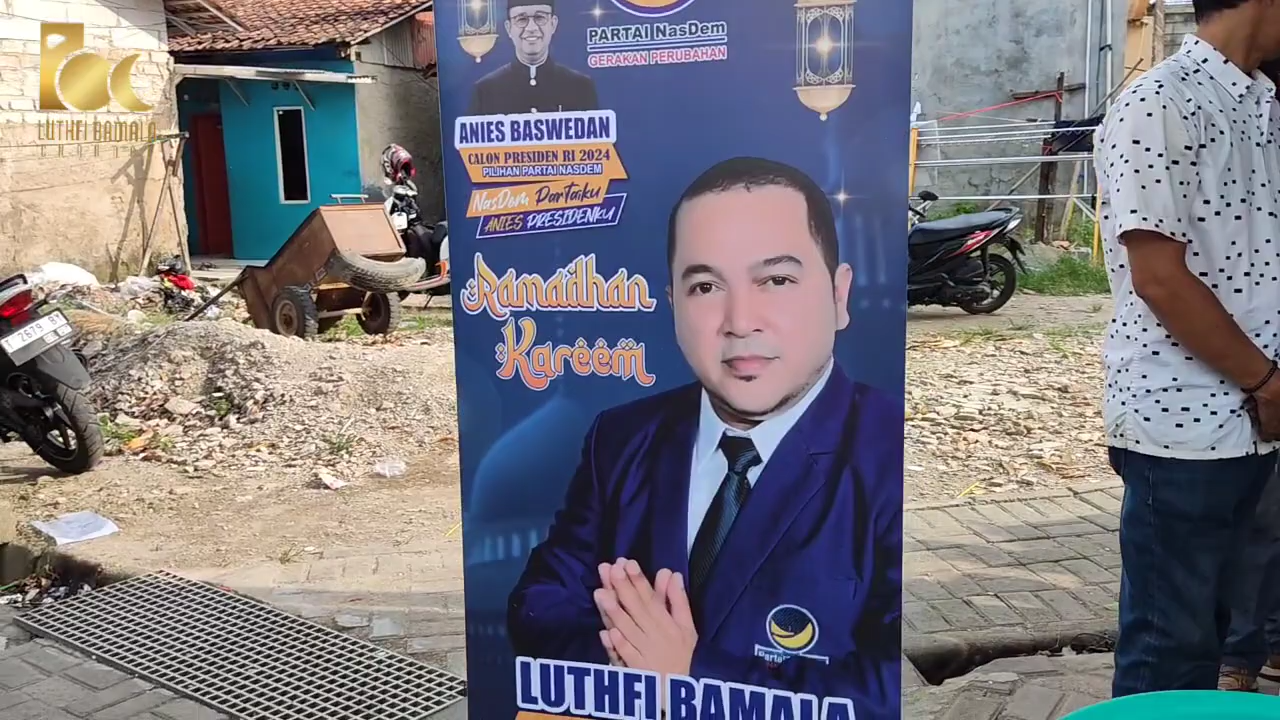 LUTHFI BAMALA
PARTAI NasDem
GERAKAN PERUBAHAN
ANIES BASWEDAN
CALON PRESIDEN RI 2024
PILIHAN PARTAI NASDEM
NasDem Partaiku
ANIES PRESIDENKU
Ramadhan
Kareem
LUTHFI BAMALA